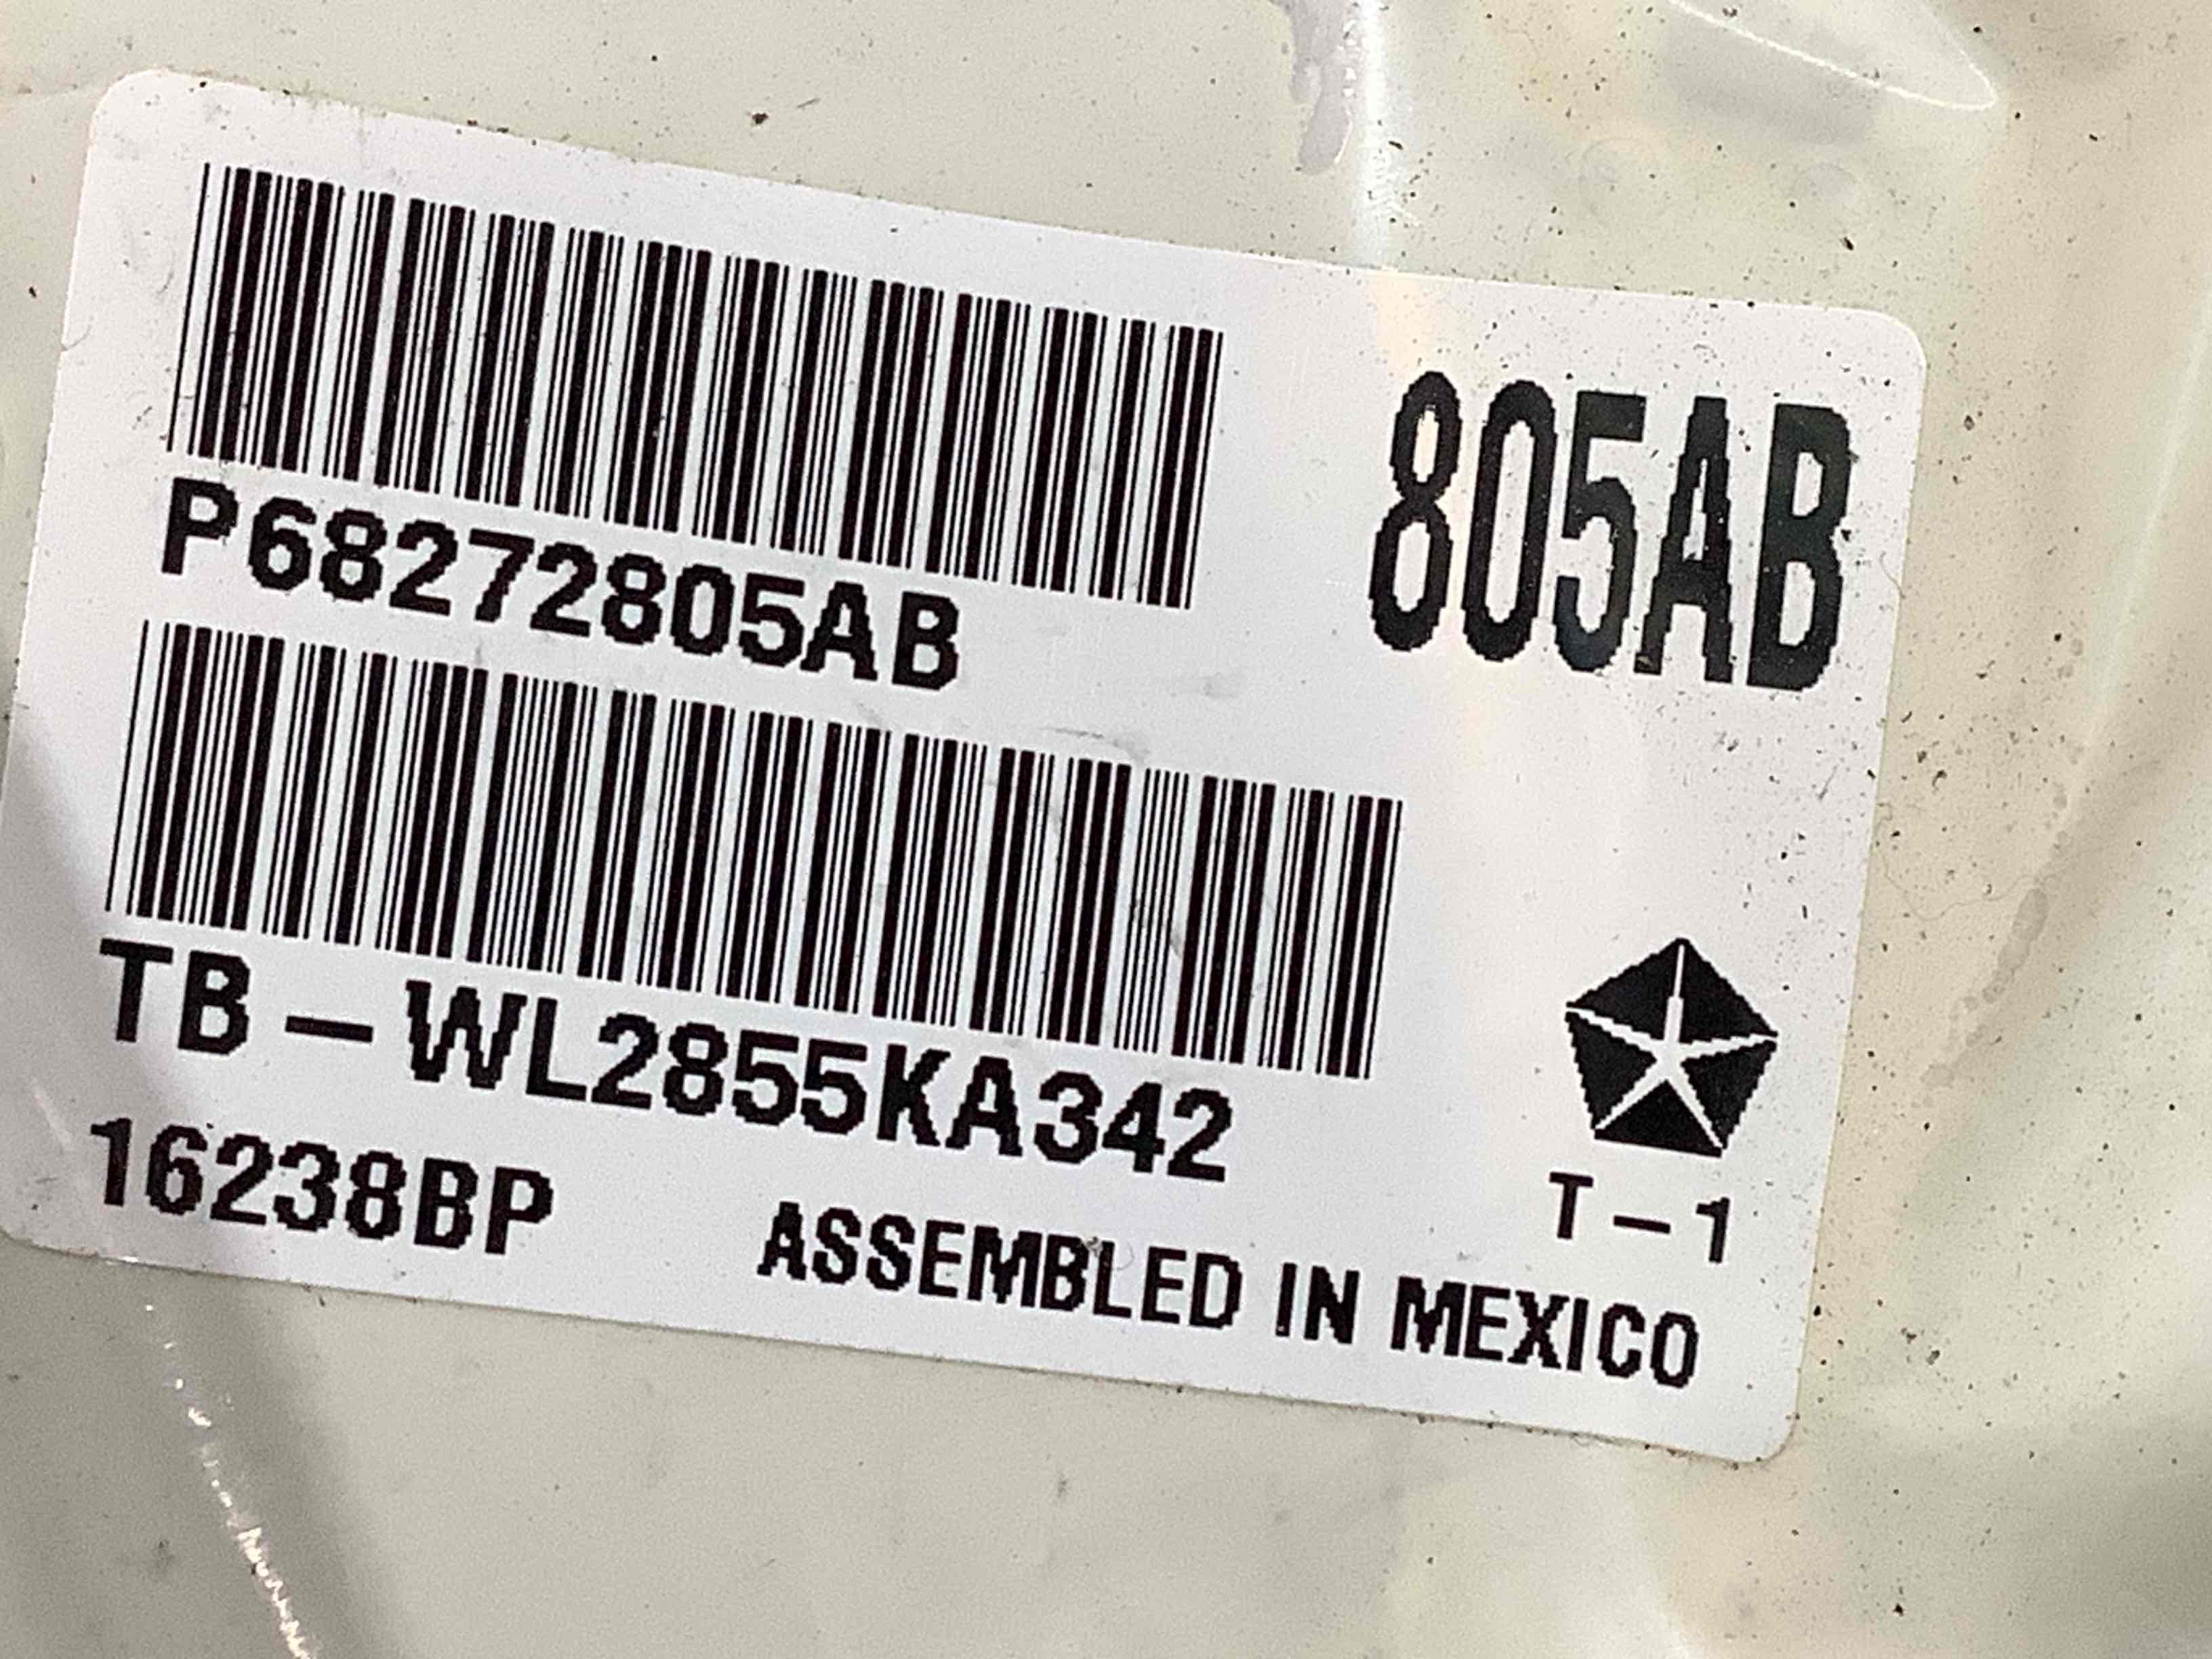 805AB
P68272805AB
TB-WL2855KA342
16238BP
T-1
ASSEMBLED IN MEXICO